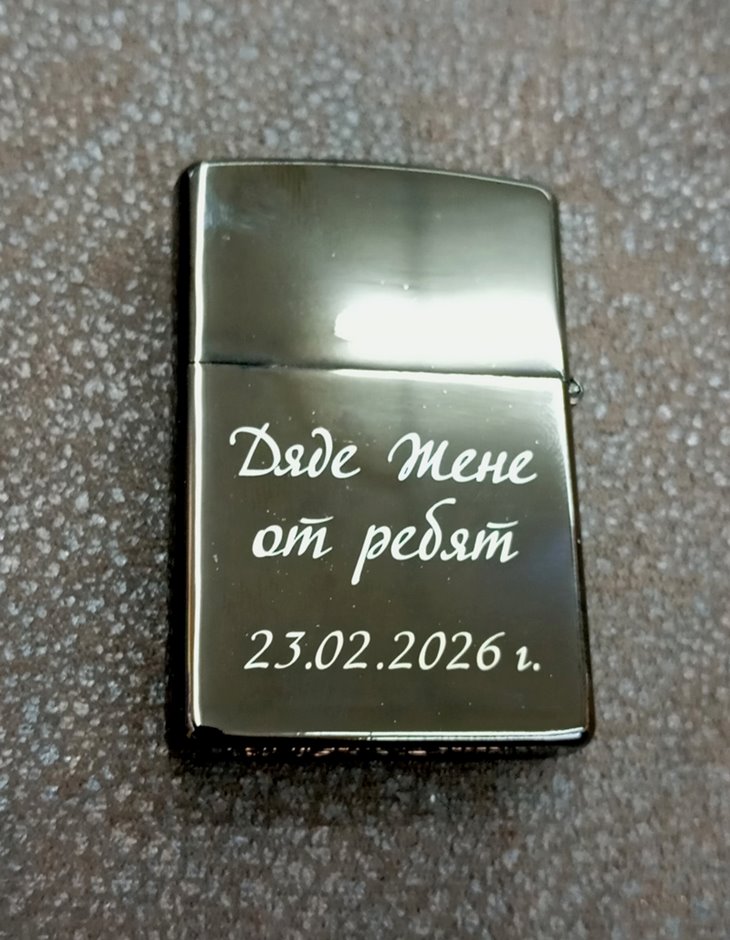 Дяде Жене
от ребят
23.02.2026 г.